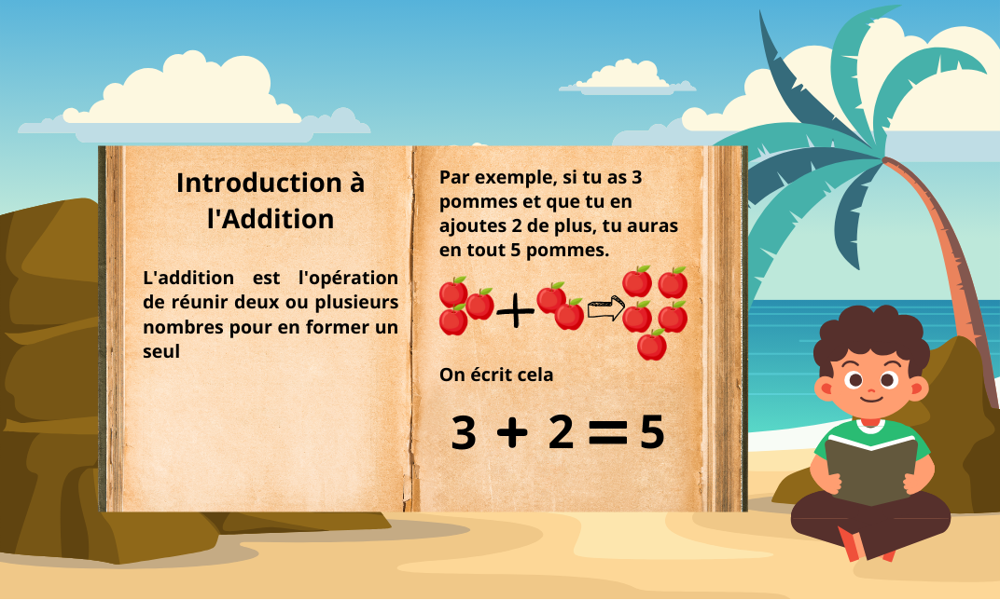 Introduction à
l'Addition
L'addition est l'opération
de réunir deux ou plusieurs
nombres pour en former un
seul
Par exemple, si tu as 3
pommes et que tu en
ajoutes 2 de plus, tu auras
en tout 5 pommes.
+
On écrit cela
3 + 2 = 5